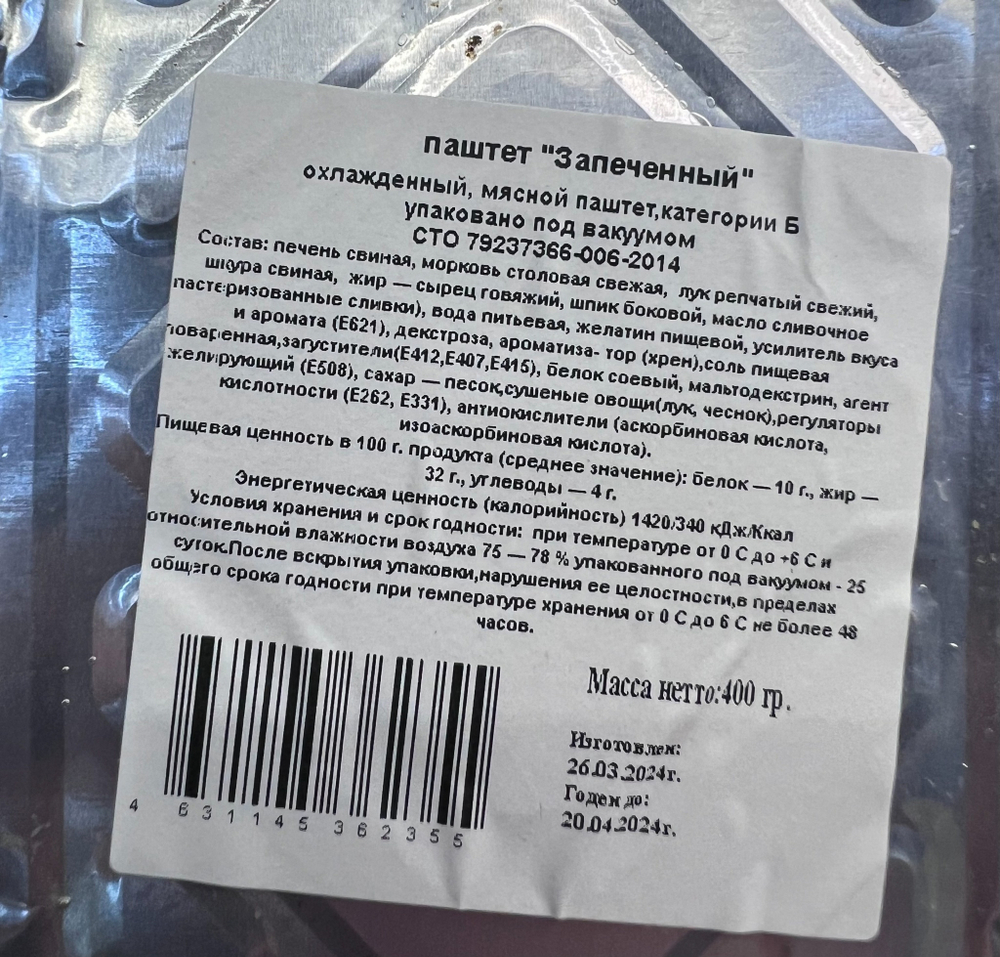 паштет "Запеченный"
охлажденный, мясной паштет,категории Б
упаковано под вакуумом
СТО 79237366-006-2014
Состав: печень свиная, морковь столовая свежая, лук репчатый свежий,
шкура свиная, жир — сырец говяжий, шпик боковой, масло сливочное
пастеризованные сливки), вода питьевая, желатин пищевой, усилитель вкуса
и аромата (Е621), декстроза, ароматиза- тор (хрен),соль пищевая
поваренная,загустители(Е412,Е407,Е415), белок соевый, мальтодекстрин, агент
желирующий (Е508), сахар — песок,сушеные овощи(лук, чеснок),регуляторы
кислотности (Е262, Е331), антиокислители (аскорбиновая кислота,
изоаскорбиновая кислота).
Пищевая ценность в 100 г. продукта (среднее значение): белок — 10 г., жир —
32 г., углеводы — 4 г.
Энергетическая ценность (калорийность) 1420/340 кДж/Ккал
Условия хранения и срок годности: при температуре от 0 С до +6 С и
относительной влажности воздуха 75 — 78 % упакованного под вакуумом - 25
суток.После вскрытия упаковки,нарушения ее целостности,в пределах
общего срока годности при температуре хранения от 0 С до 6 С не более 48
часов.
Масса нетто:400 гр.
Изготовлен:
26.03.2024г.
Годен до:
20.04.2024г.
4 631145 362355